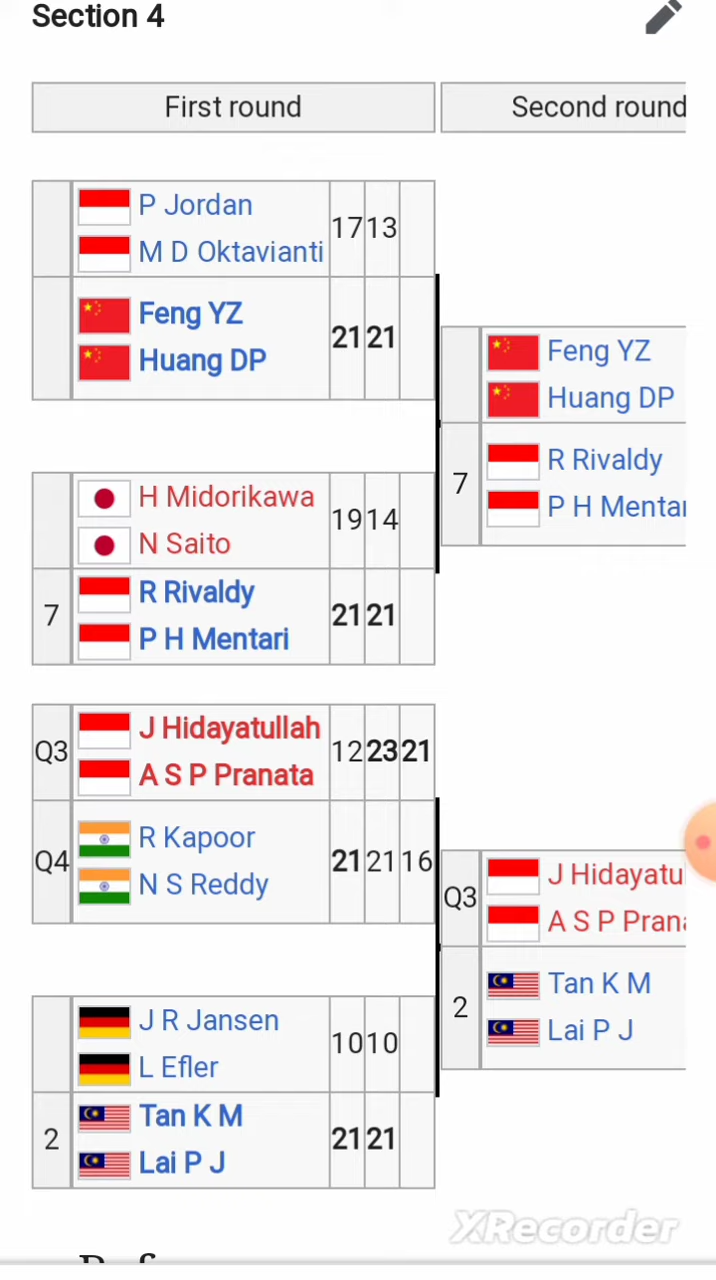 Section 4
First round
Second round
P Jordan
M D Oktavianti
17 13
Feng YZ
Huang DP
21 21
H Midorikawa
N Saito
19 14
7
R Rivaldy
P H Mentari
21 21
Feng YZ
Huang DP
7
R Rivaldy
P H Mentar
Q3
J Hidayatullah
A S P Pranata
12 23 21
Q4
R Kapoor
N S Reddy
21 21 16
J R Jansen
L Efler
10 10
2
Tan K M
Lai P J
21 21
Q3
J Hidayatu
A S P Prana
2
Tan K M
Lai P J
XRecorder